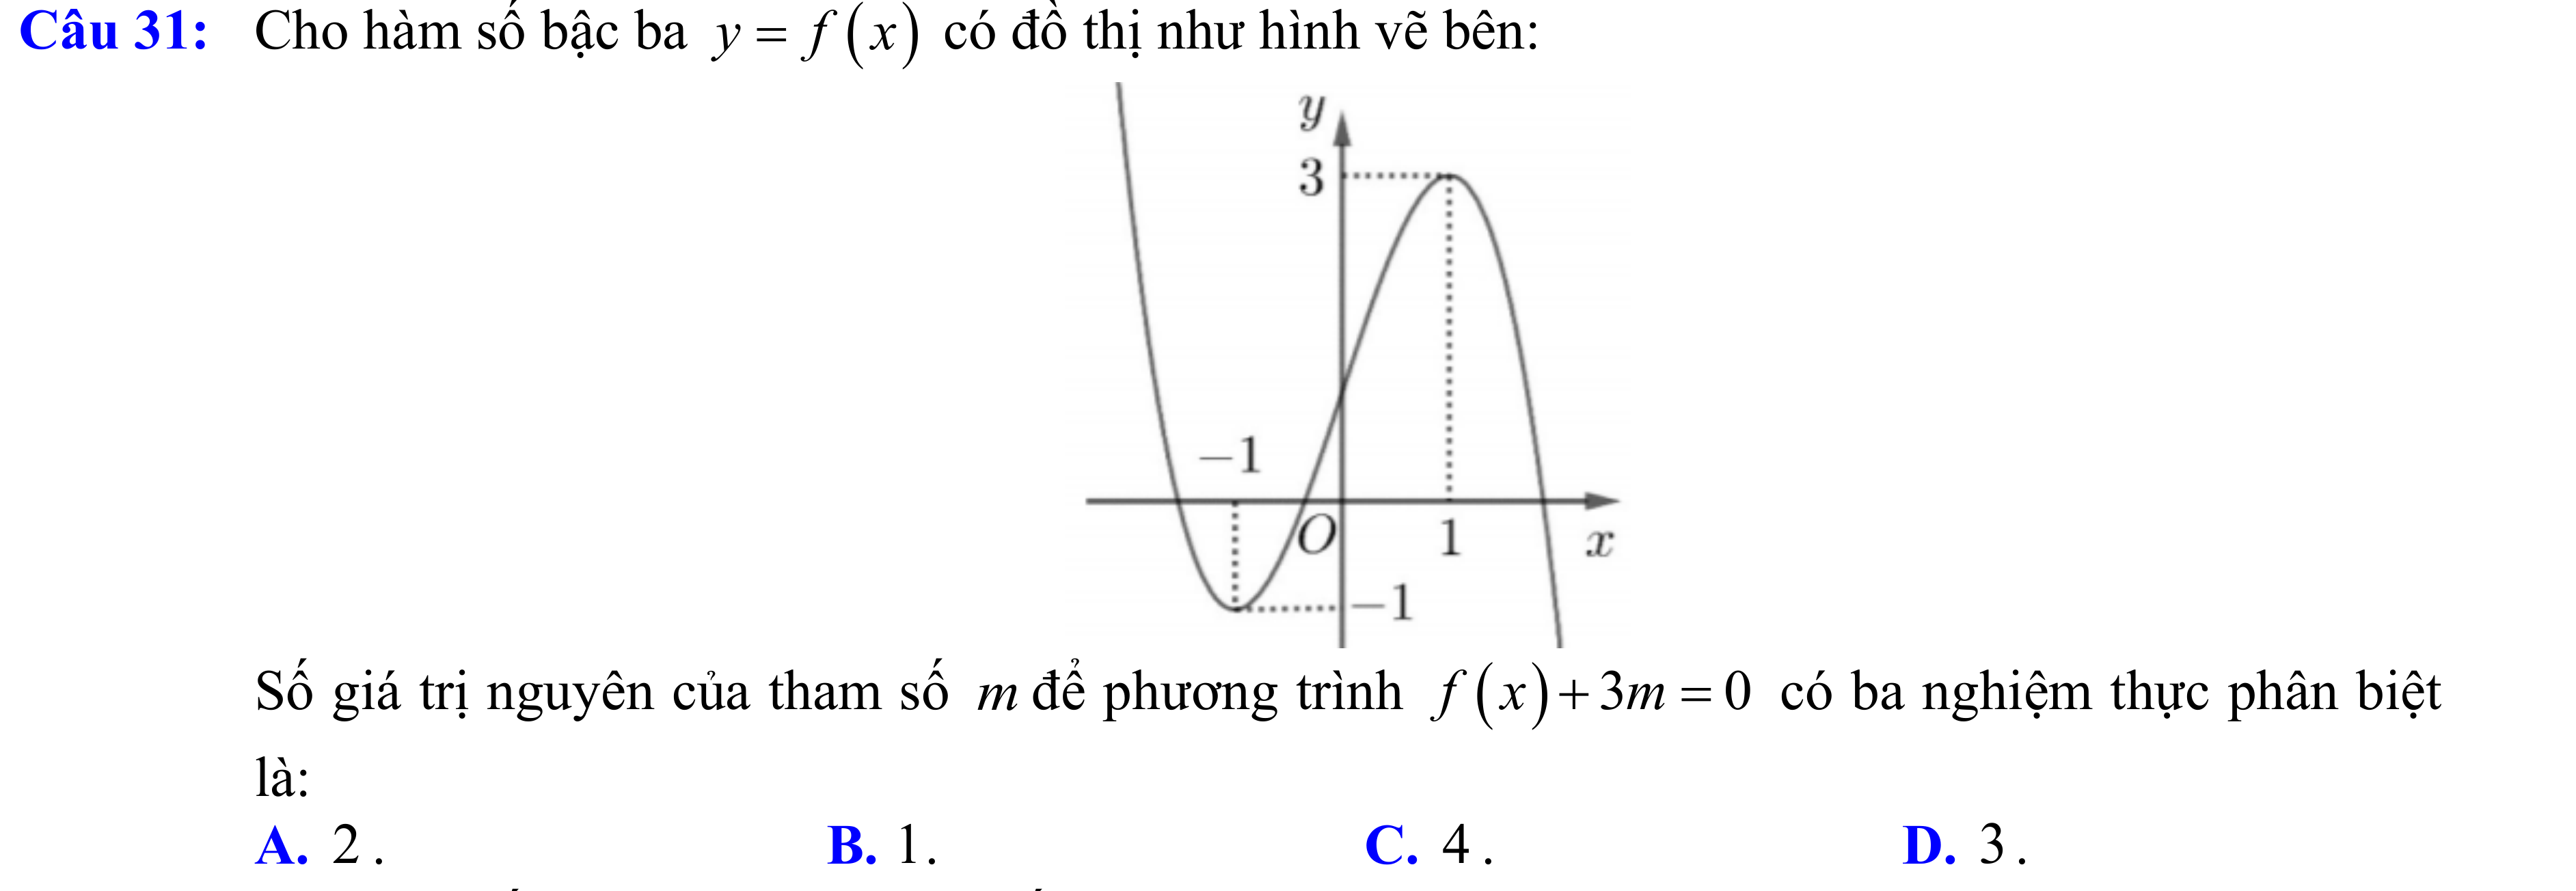 Câu 31: Cho hàm số bậc ba y = f(x) có đồ thị như hình vẽ bên:
y
3
−1
O
1
x
−1
Số giá trị nguyên của tham số m để phương trình f(x)+3m = 0 có ba nghiệm thực phân biệt
là:
A. 2 . B. 1. C. 4 . D. 3 .